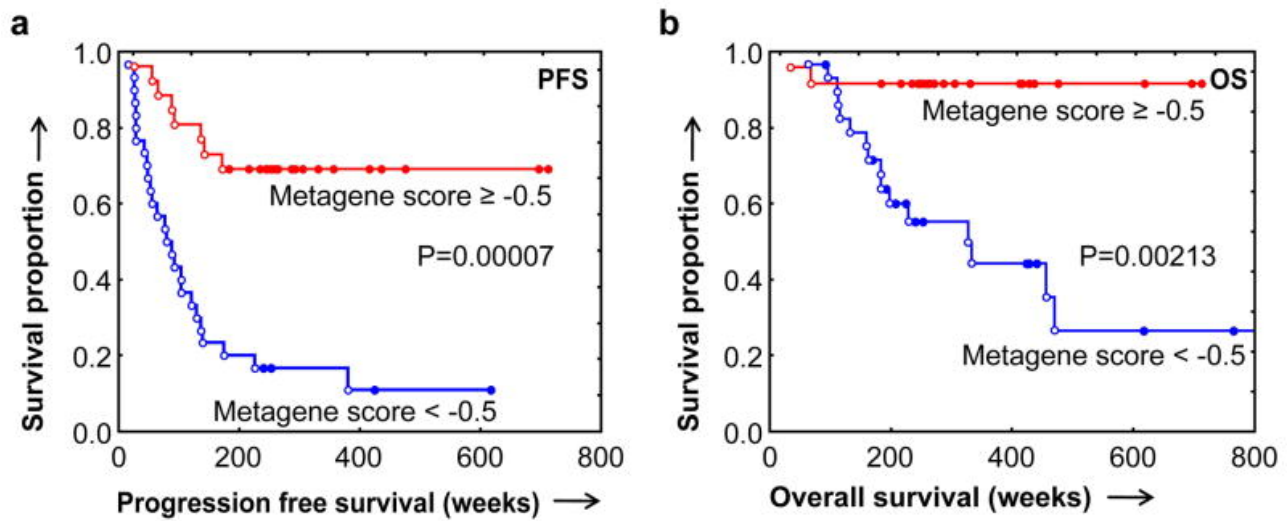 a
PFS
Survival proportion
1.0
0.8
0.6
0.4
0.2
0.0
Metagene score ≥ -0.5
P=0.00007
Metagene score < -0.5
0 200 400 600 800
Progression free survival (weeks)
b
OS
Survival proportion
1.0
0.8
0.6
0.4
0.2
0.0
Metagene score ≥ -0.5
P=0.00213
Metagene score < -0.5
0 200 400 600 800
Overall survival (weeks)